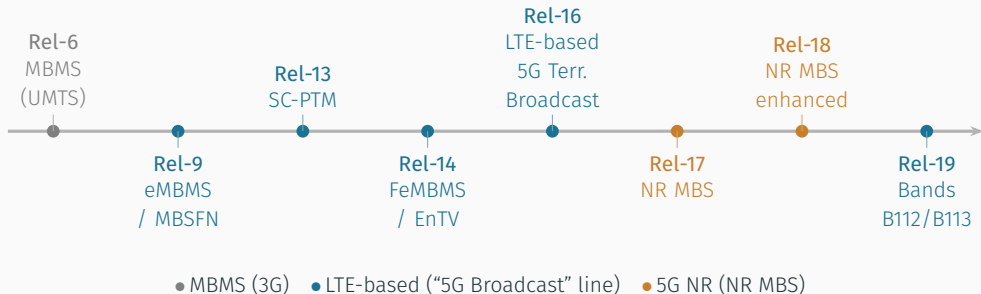 Rel-6
MBMS
(UMTS)
Rel-9
eMBMS
/ MBSFN
Rel-13
SC-PTM
Rel-14
FeMBMS
/ EnTV
Rel-16
LTE-based
5G Terr.
Broadcast
Rel-17
NR MBS
Rel-18
NR MBS
enhanced
Rel-19
Bands
B112/B113
MBMS (3G)
LTE-based (“5G Broadcast” line)
5G NR (NR MBS)